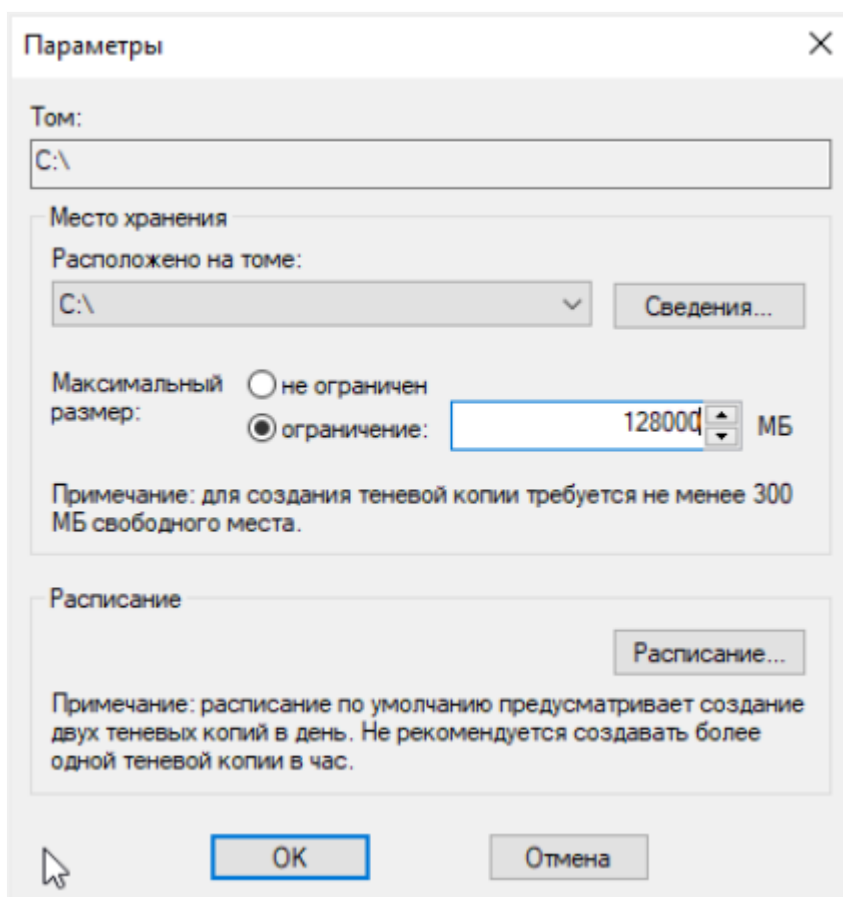 Параметры
Том:
C:\
Место хранения
Расположено на томе:
C:\
Сведения...
Максимальный размер:
не ограничен
ограничение:
128000
МБ
Примечание: для создания теневой копии требуется не менее 300
МБ свободного места.
Расписание
Расписание...
Примечание: расписание по умолчанию предусматривает создание
двух теневых копий в день. Не рекомендуется создавать более
одной теневой копии в час.
OK
Отмена